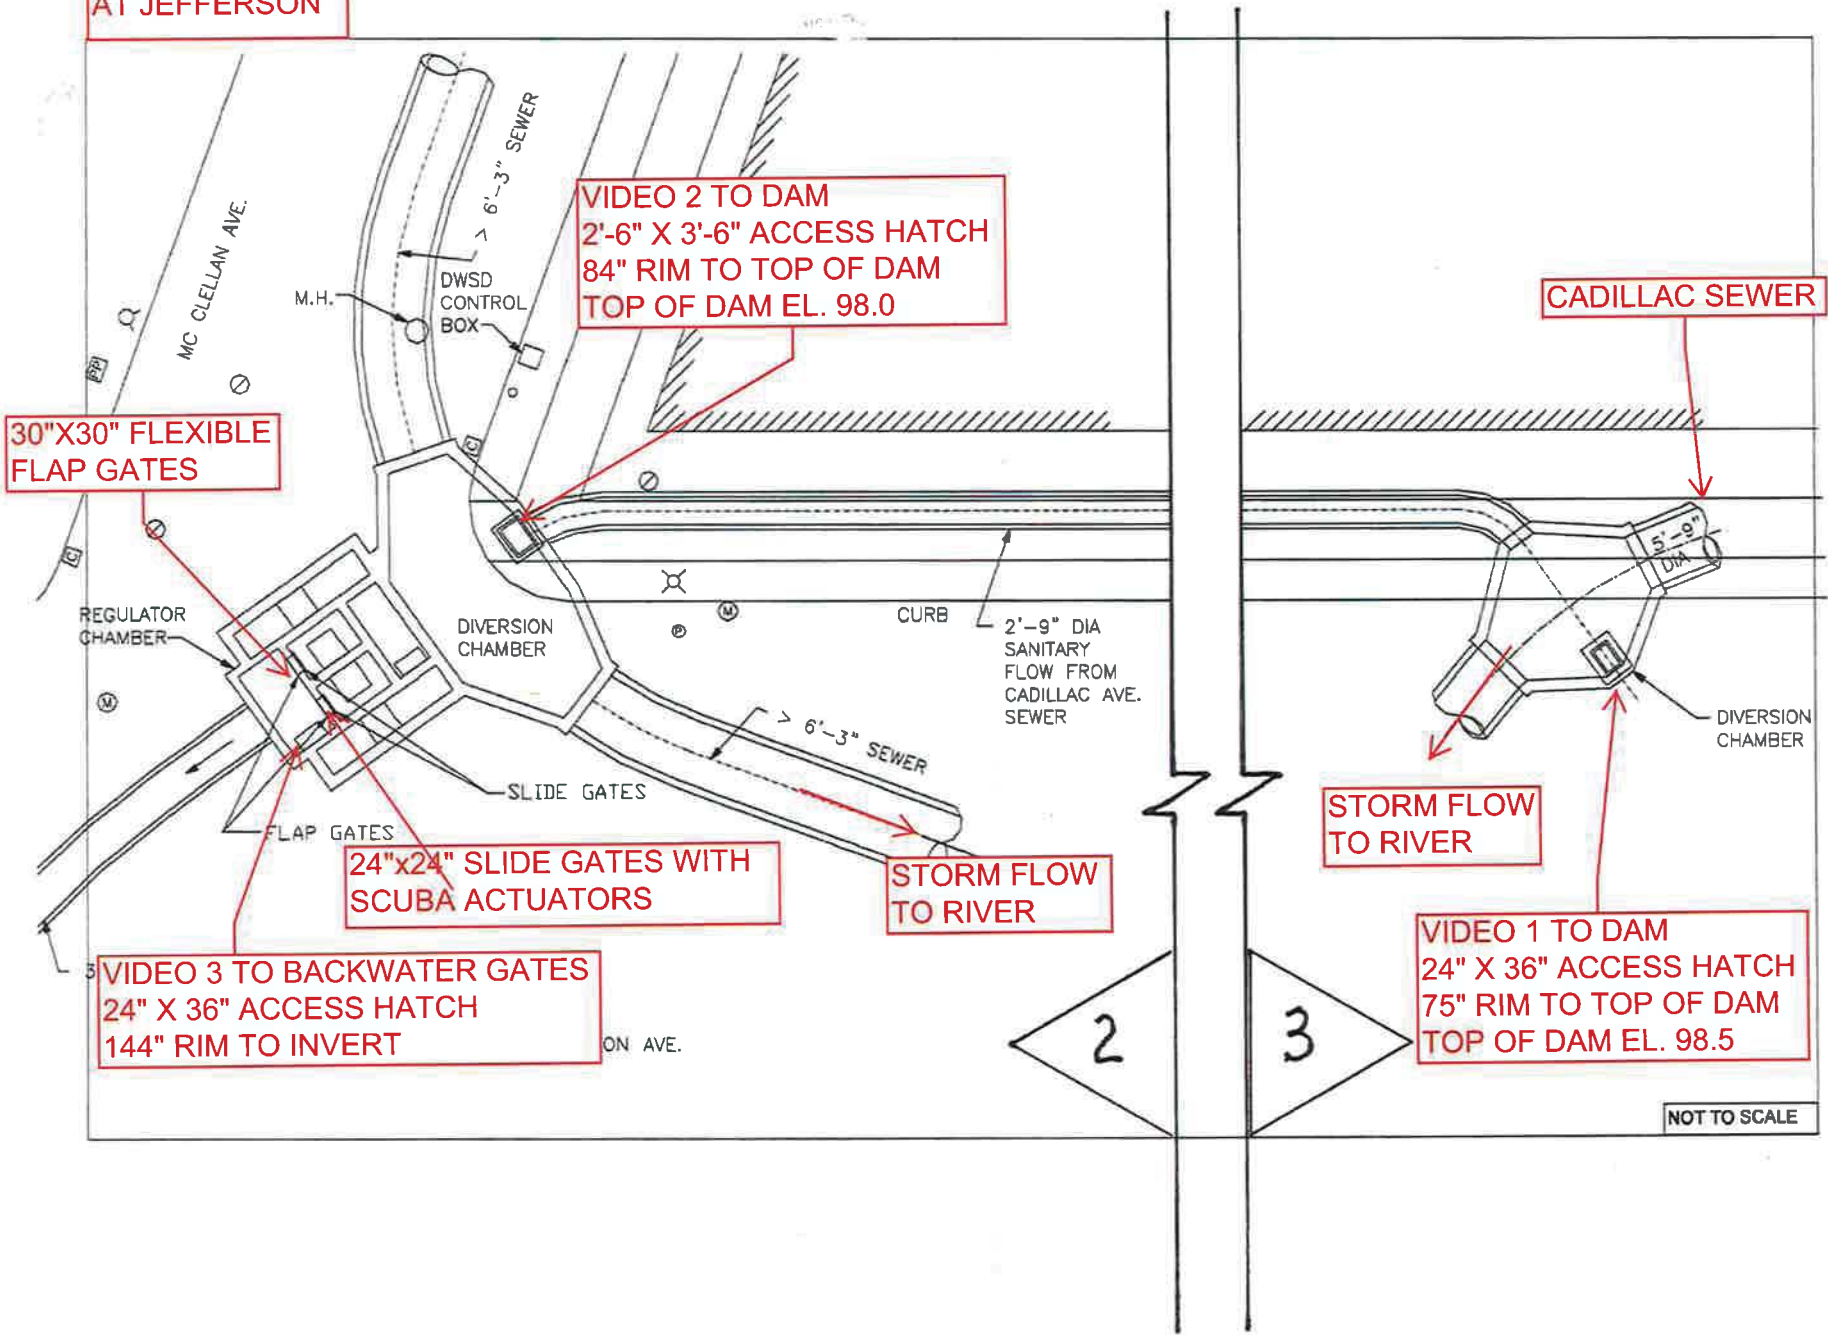 AT JEFFERSON
MC CLELLAN AVE.
> 6'-3" SEWER
VIDEO 2 TO DAM
2'-6" X 3'-6" ACCESS HATCH
84" RIM TO TOP OF DAM
TOP OF DAM EL. 98.0
DWSD
CONTROL
BOX
M.H.
CADILLAC SEWER
PP
30"X30" FLEXIBLE
FLAP GATES
C
C
5'-9"
DIA
REGULATOR
CHAMBER
DIVERSION
CHAMBER
M
P
M
CURB
2'-9" DIA
SANITARY
FLOW FROM
CADILLAC AVE.
SEWER
DIVERSION
CHAMBER
> 6'-3" SEWER
SLIDE GATES
FLAP GATES
24"x24" SLIDE GATES WITH
SCUBA ACTUATORS
STORM FLOW
TO RIVER
STORM FLOW
TO RIVER
3
VIDEO 3 TO BACKWATER GATES
24" X 36" ACCESS HATCH
144" RIM TO INVERT
ON AVE.
VIDEO 1 TO DAM
24" X 36" ACCESS HATCH
75" RIM TO TOP OF DAM
TOP OF DAM EL. 98.5
2
3
NOT TO SCALE